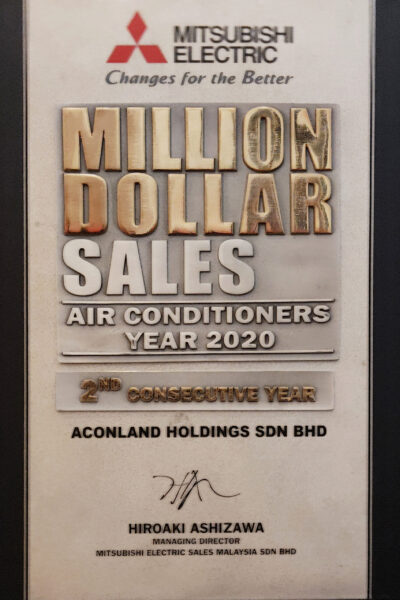 MITSUBISHI
ELECTRIC
Changes for the Better
MILLION
DOLLAR
SALES
AIR CONDITIONERS
YEAR 2020
2ND CONSECUTIVE YEAR
ACONLAND HOLDINGS SDN BHD
HIROAKI ASHIZAWA
MANAGING DIRECTOR
MITSUBISHI ELECTRIC SALES MALAYSIA SDN BHD